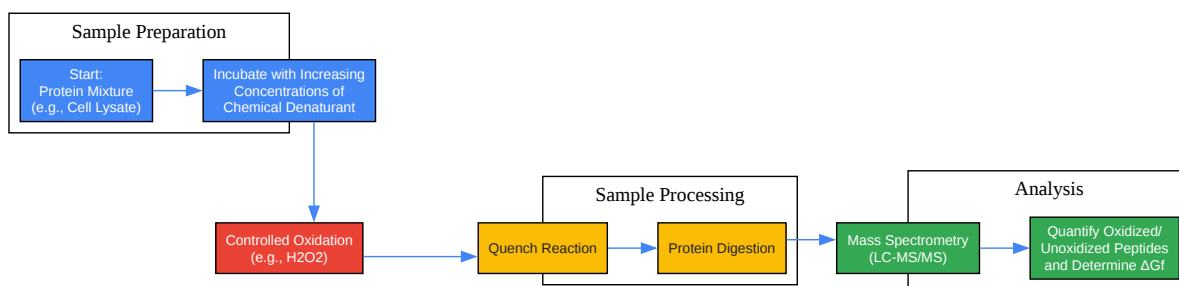 Sample Preparation
Start:
Protein Mixture
(e.g., Cell Lysate)
Incubate with Increasing
Concentrations of
Chemical Denaturant
Controlled Oxidation
(e.g., H2O2)
Sample Processing
Quench Reaction
Protein Digestion
Analysis
Mass Spectrometry
(LC-MS/MS)
Quantify Oxidized/
Unoxidized Peptides
and Determine ΔGf